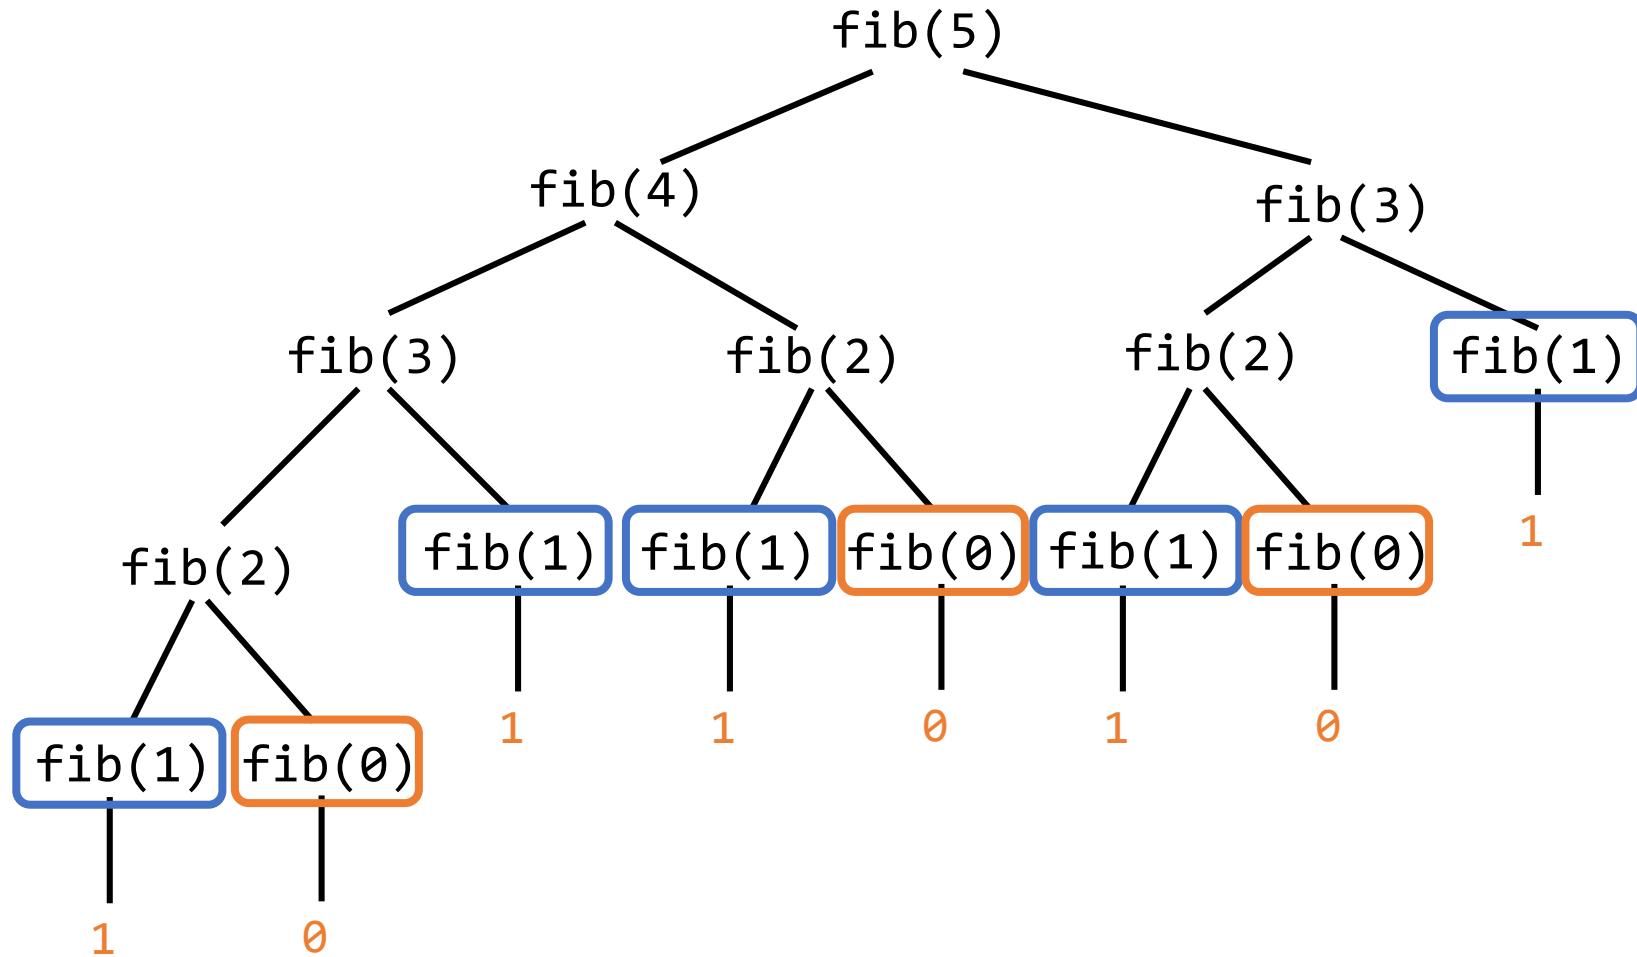 fib(5)
fib(4) fib(3)
fib(3) fib(2) fib(2) fib(1)
fib(2) fib(1) fib(1) fib(0) fib(1) fib(0) 1
fib(1) fib(0) 1 1 0 1 0
1 0